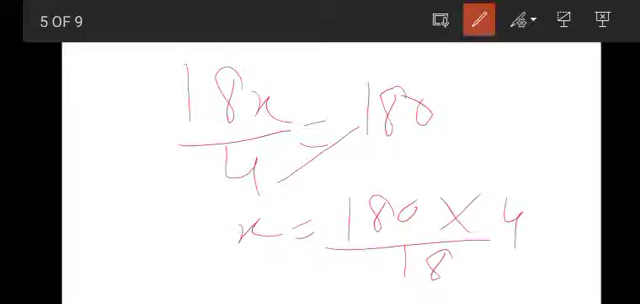 5 OF 9
18x/4 = 180
x = 180 × 4/18